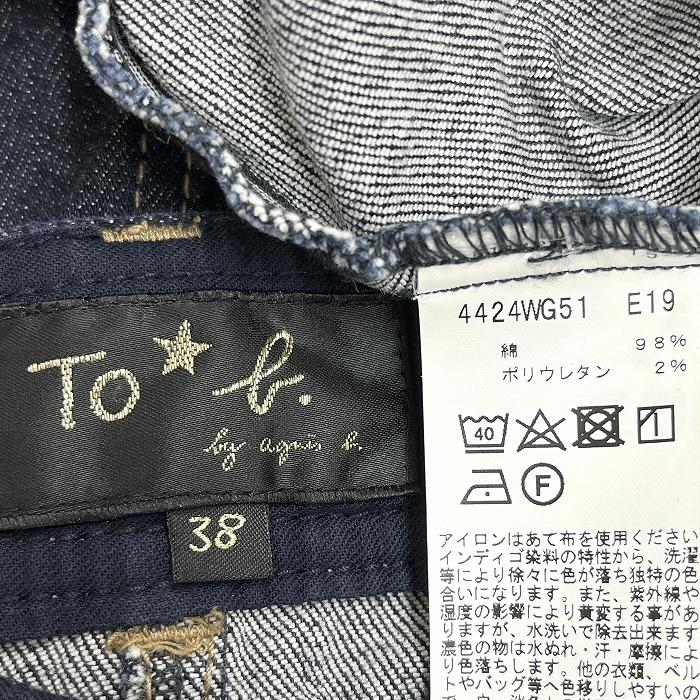 To★b.
by agnès b.
38
4424WG51 E19
綿 98%
ポリウレタン 2%
40
F
アイロンはあて布を使用ください
インディゴ染料の特性から、洗濯
等により徐々に色が落ち独特の色
合いになります。また、紫外線や
湿度の影響により黄変する事があ
りますが、水洗いで除去出来ます
濃色の物は水ぬれ・汗・摩擦によ
り色落ちします。他の衣類、ベル
トやバッグ等へ色移りしやすい